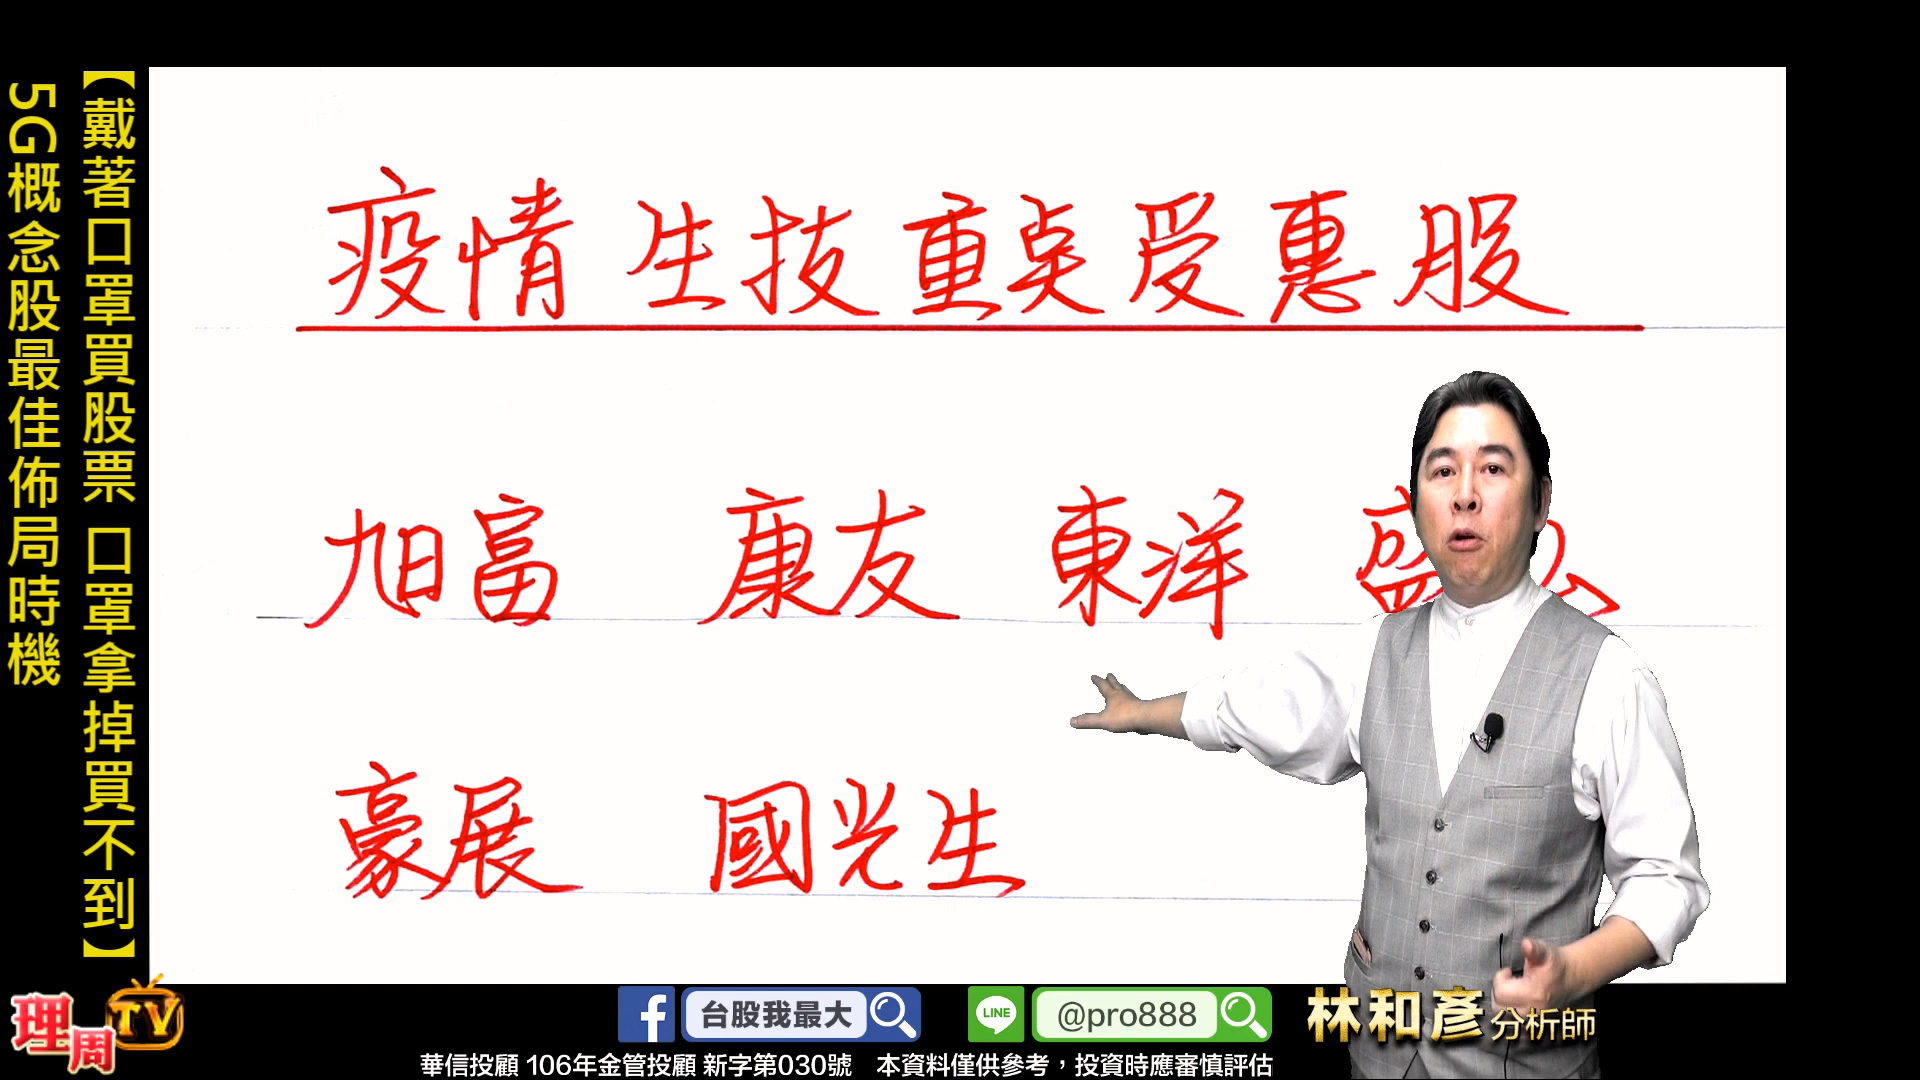 【戴著口罩買股票 口罩拿掉買不到】
5G概念股最佳佈局時機
疫情生技重點受惠股
旭富 康友 東洋
豪展 國光生
理周TV
台股我最大
LINE
@pro888
林和彥分析師
華信投顧 106年金管投顧 新字第030號 本資料僅供參考，投資時應審慎評估